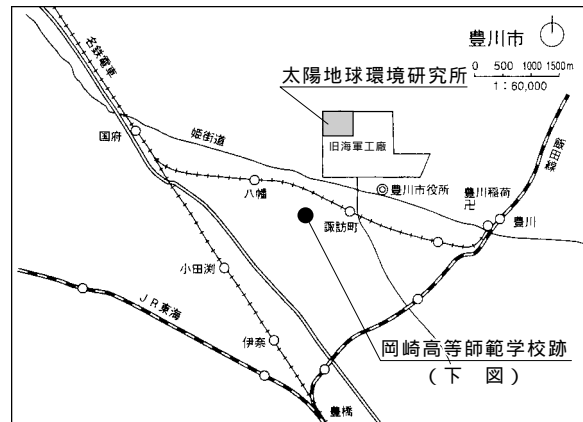 豊川市
0 500 1000 1500m
1:60,000
名鉄電車
太陽地球環境研究所
国府
姫街道
旧海軍工廠
飯田線
八幡
豊川市役所
豊川稲荷
卍
豊川
諏訪町
小田渕
JR東海
伊奈
岡崎高等師範学校跡
(下 図)
豊橋